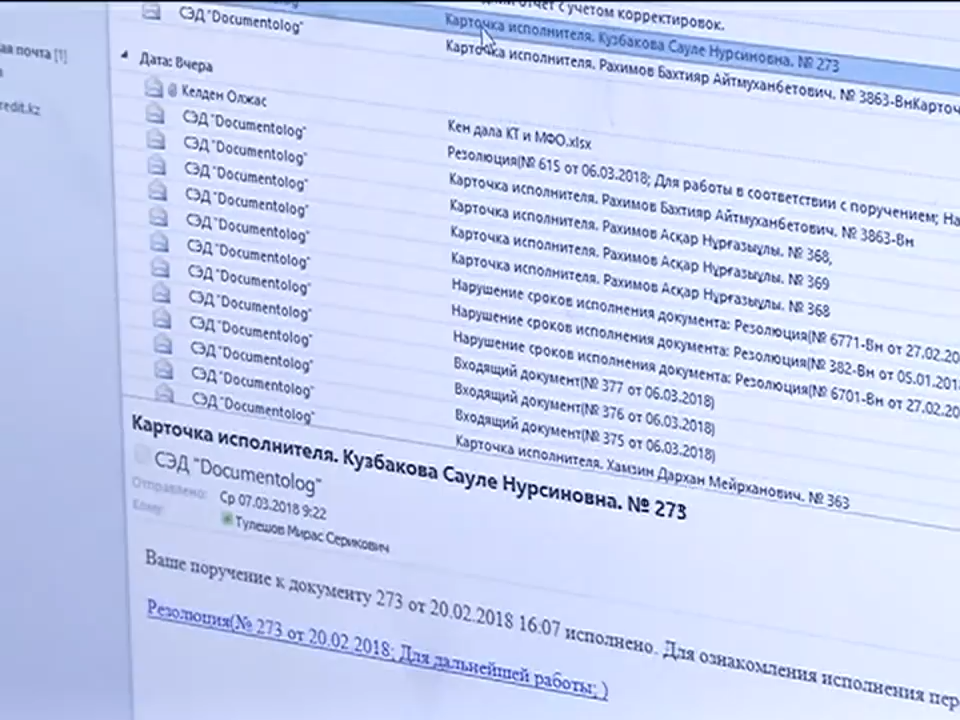 отчет с учетом корректировок.
СЭД "Documentolog" Карточка исполнителя. Кузбакова Сауле Нурсиновна. № 273
Карточка исполнителя. Рахимов Бахтияр Айтмуханбетович. № 3863-ВнКарточ
почта [1]
redit.kz
Дата: Вчера
Келден Олжас
Кен дала КТ и МФО.xlsx
СЭД "Documentolog"
Резолюция(№ 615 от 06.03.2018; Для работы в соответствии с поручением; На
СЭД "Documentolog"
Карточка исполнителя. Рахимов Бахтияр Айтмуханбетович. № 3863-Вн
СЭД "Documentolog"
Карточка исполнителя. Рахимов Асқар Нұрғазыұлы. № 368,
СЭД "Documentolog"
Карточка исполнителя. Рахимов Асқар Нұрғазыұлы. № 369
СЭД "Documentolog"
Карточка исполнителя. Рахимов Асқар Нұрғазыұлы. № 368
СЭД "Documentolog"
Нарушение сроков исполнения документа: Резолюция(№ 6771-Вн от 27.02.20
СЭД "Documentolog"
Нарушение сроков исполнения документа: Резолюция(№ 382-Вн от 05.01.2018
СЭД "Documentolog"
Нарушение сроков исполнения документа: Резолюция(№ 6701-Вн от 27.02.20
СЭД "Documentolog"
Входящий документ(№ 377 от 06.03.2018)
СЭД "Documentolog"
Входящий документ(№ 376 от 06.03.2018)
СЭД "Documentolog"
Входящий документ(№ 375 от 06.03.2018)
СЭД "Documentolog"
Карточка исполнителя. Хамзин Дархан Мейрханович. № 363
Карточка исполнителя. Кузбакова Сауле Нурсиновна. № 273
СЭД "Documentolog"
Отправлено: Ср 07.03.2018 9:22
Кому: Тулешов Мирас Серикович
Ваше поручение к документу 273 от 20.02.2018 16:07 исполнено. Для ознакомления исполнения пер
Резолюция(№ 273 от 20.02.2018; Для дальнейшей работы; )